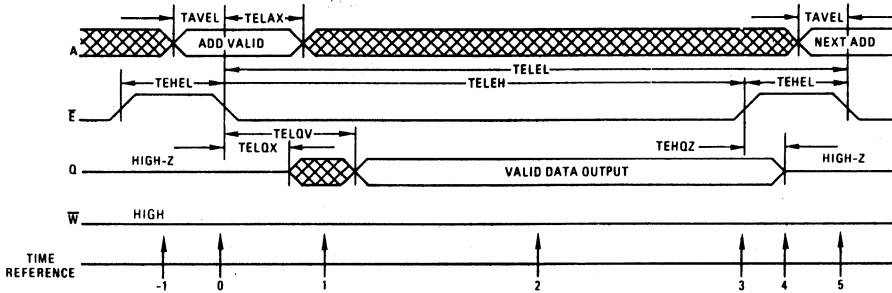 TAVEL TELAX TAVEL
A ADD VALID NEXT ADD
TELEL
TEHEL TELEH TEHEL
E
TELQV
TELQX TEHQZ
Q HIGH-Z VALID DATA OUTPUT HIGH-Z
W HIGH
TIME
REFERENCE
-1 0 1 2 3 4 5